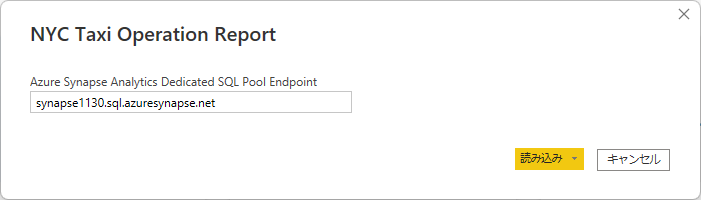 NYC Taxi Operation Report
Azure Synapse Analytics Dedicated SQL Pool Endpoint
synapse1130.sql.azuresynapse.net
読み込み
キャンセル